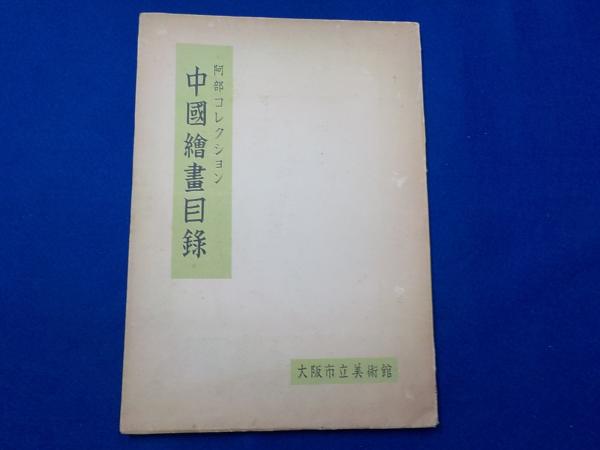 阿部コレクション
中國繪畫目錄
大阪市立美術館